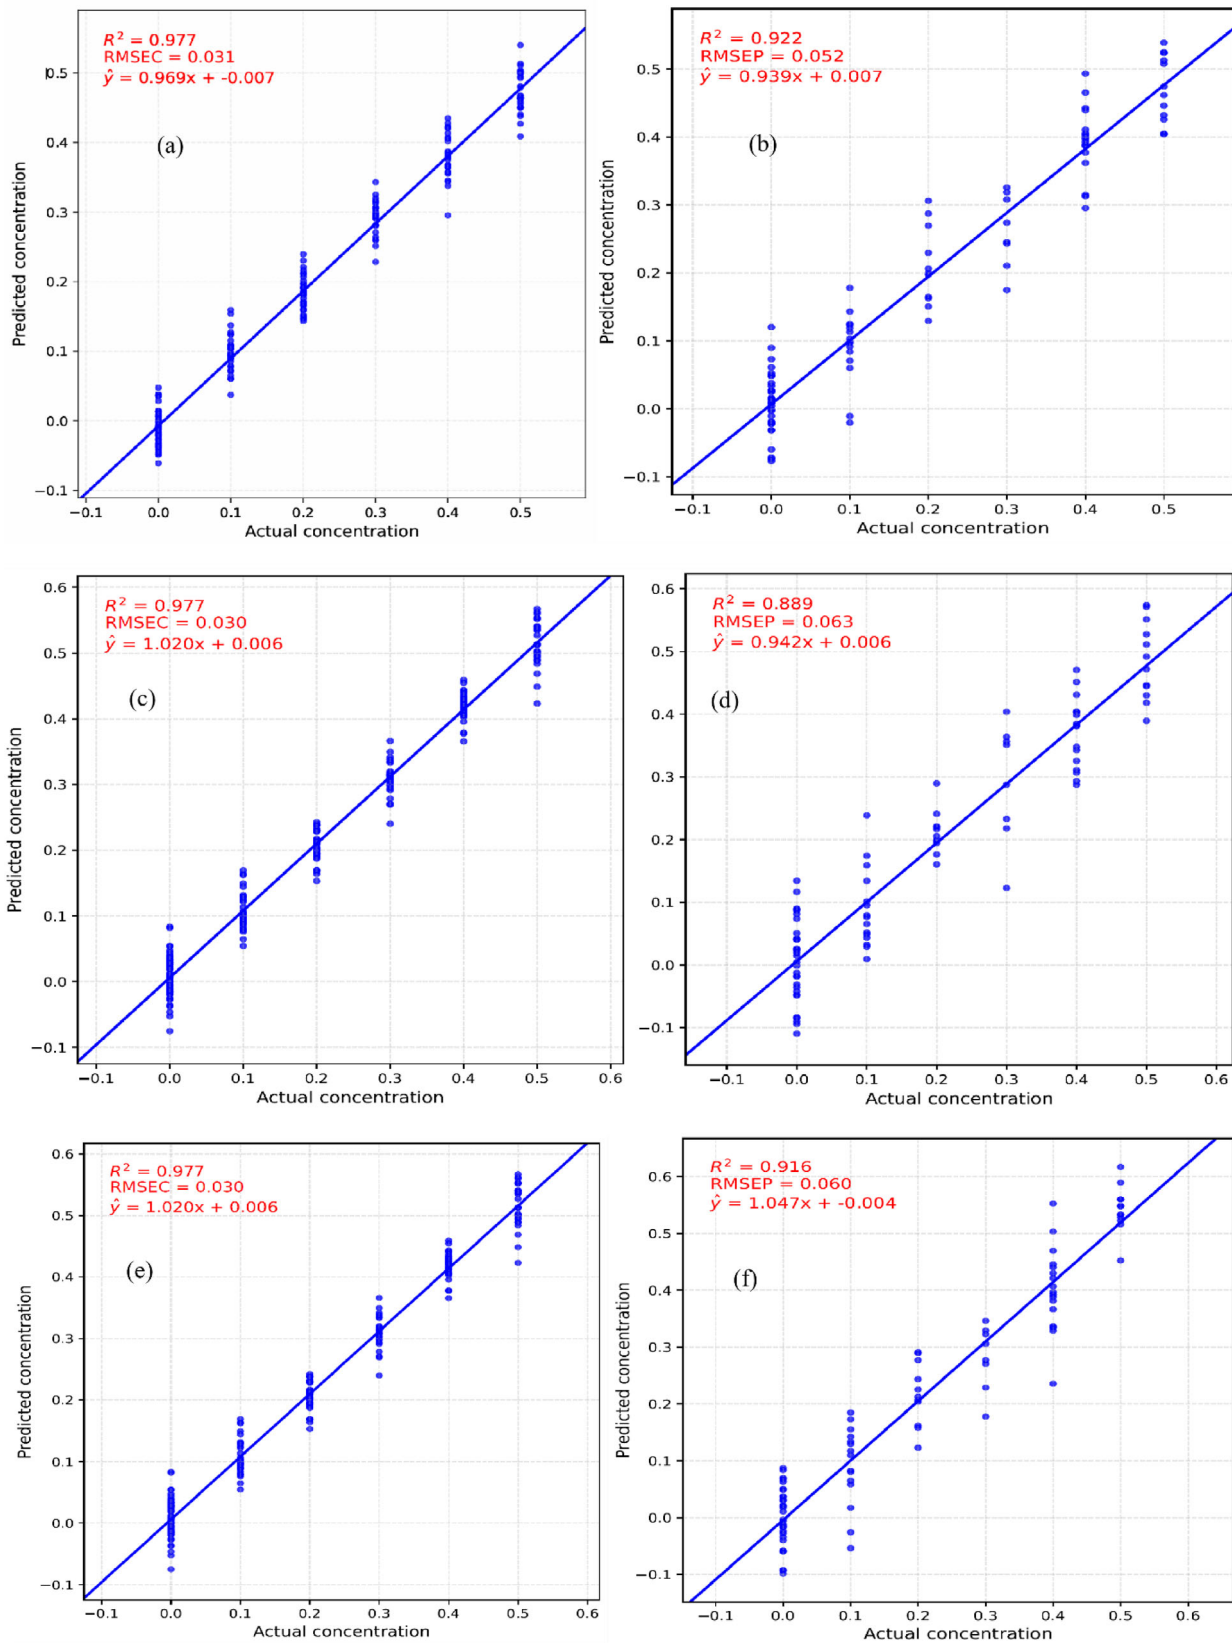 R² = 0.977
RMSEC = 0.031
ŷ = 0.969x + -0.007
(a)
Predicted concentration
0.5
0.4
0.3
0.2
0.1
0.0
−0.1
−0.1 0.0 0.1 0.2 0.3 0.4 0.5
Actual concentration
R² = 0.922
RMSEP = 0.052
ŷ = 0.939x + 0.007
(b)
Predicted concentration
0.5
0.4
0.3
0.2
0.1
0.0
−0.1
−0.1 0.0 0.1 0.2 0.3 0.4 0.5
Actual concentration
R² = 0.977
RMSEC = 0.030
ŷ = 1.020x + 0.006
(c)
Predicted concentration
0.6
0.5
0.4
0.3
0.2
0.1
0.0
−0.1
−0.1 0.0 0.1 0.2 0.3 0.4 0.5 0.6
Actual concentration
R² = 0.889
RMSEP = 0.063
ŷ = 0.942x + 0.006
(d)
0.6
0.5
0.4
0.3
0.2
0.1
0.0
−0.1
−0.1 0.0 0.1 0.2 0.3 0.4 0.5 0.6
Actual concentration
R² = 0.977
RMSEC = 0.030
ŷ = 1.020x + 0.006
(e)
Predicted concentration
0.6
0.5
0.4
0.3
0.2
0.1
0.0
−0.1
−0.1 0.0 0.1 0.2 0.3 0.4 0.5 0.6
Actual concentration
R² = 0.916
RMSEP = 0.060
ŷ = 1.047x + -0.004
(f)
Predicted concentration
0.6
0.5
0.4
0.3
0.2
0.1
0.0
−0.1
−0.1 0.0 0.1 0.2 0.3 0.4 0.5 0.6
Actual concentration